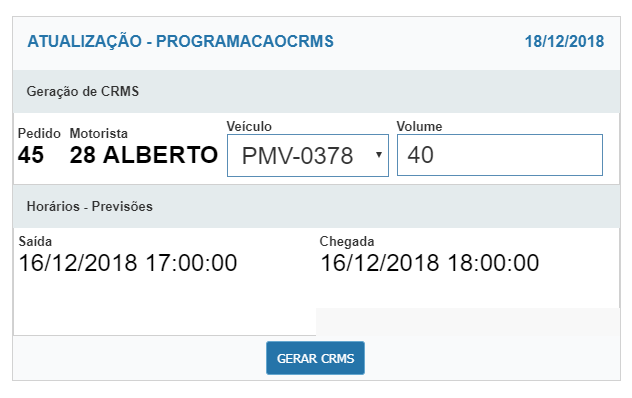 ATUALIZAÇÃO - PROGRAMACAOCRMS 18/12/2018
Geração de CRMS
Pedido Motorista Veículo Volume
45 28 ALBERTO PMV-0378 40
Horários - Previsões
Saída Chegada
16/12/2018 17:00:00 16/12/2018 18:00:00
GERAR CRMS